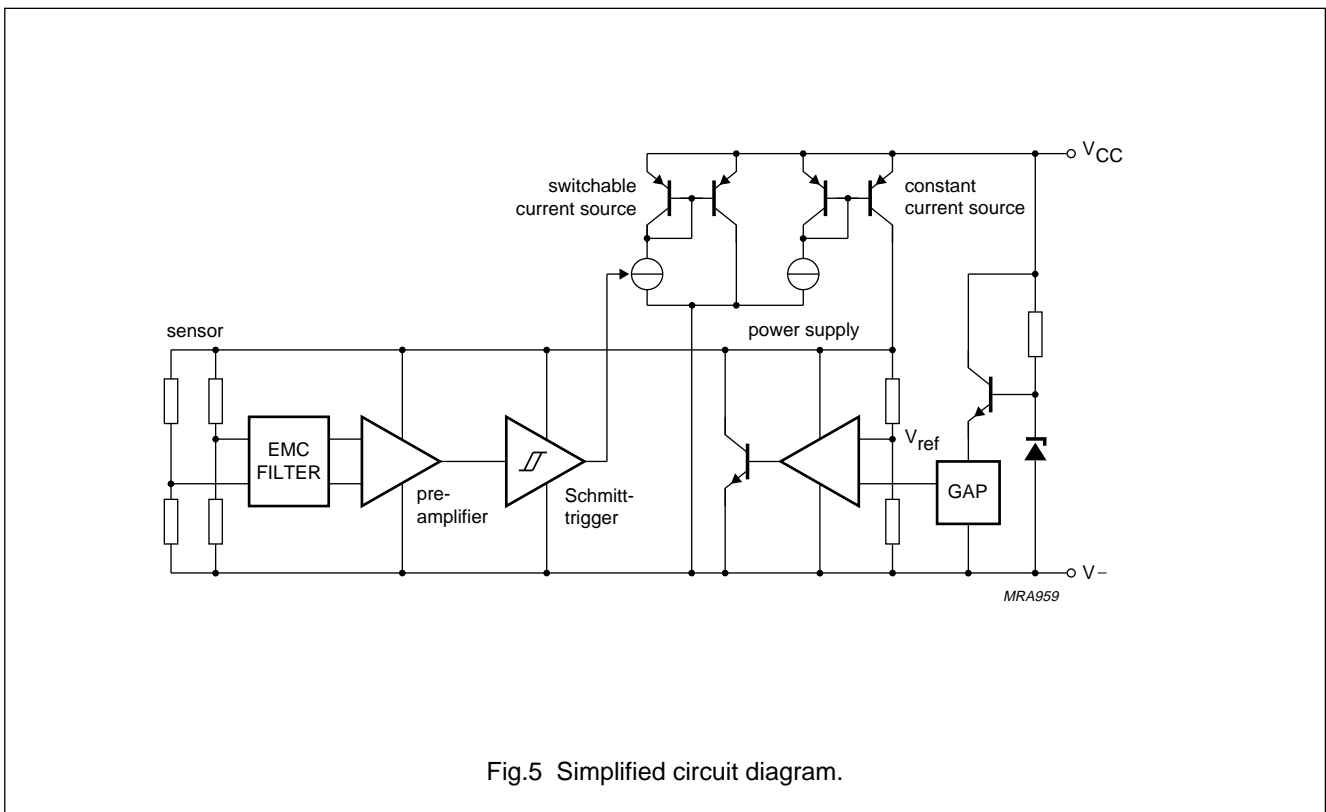 V_CC
switchable
current source
constant
current source
sensor
power supply
EMC
FILTER
V_ref
GAP
pre-
amplifier
Schmitt-
trigger
V−
MRA959
Fig.5 Simplified circuit diagram.